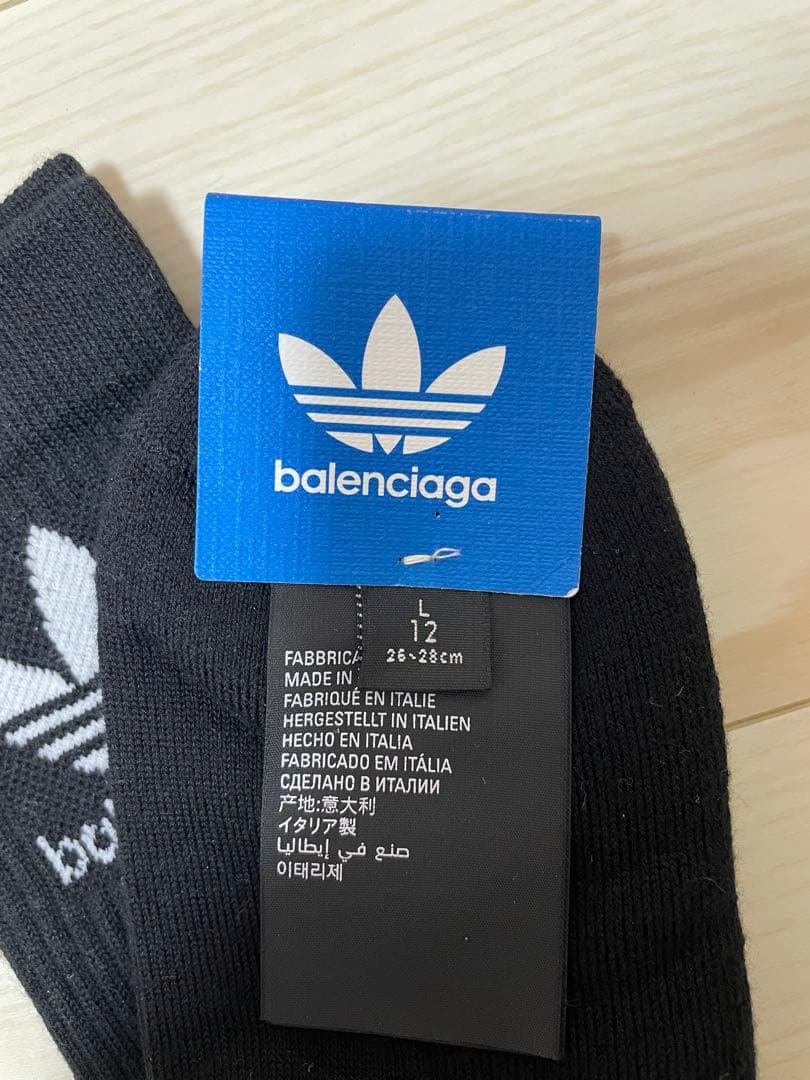 balenciaga
L
12
26~28cm
MADE IN
FABRIQUÉ EN ITALIE
HERGESTELLT IN ITALIEN
HECHO EN ITALIA
FABRICADO EM ITÁLIA
СДЕЛАНО В ИТАЛИИ
产地:意大利
イタリア製
صنع في إيطاليا
이태리제